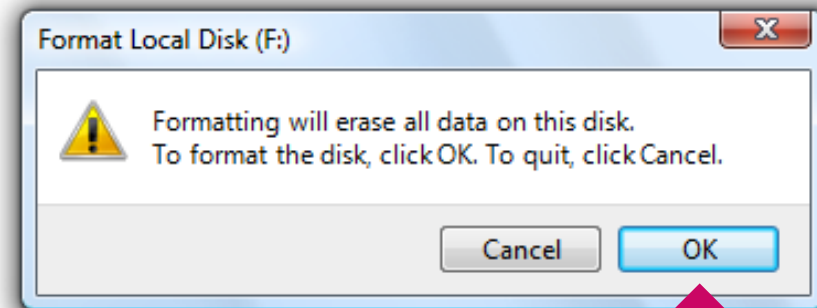 Format Local Disk (F:)
Formatting will erase all data on this disk.
To format the disk, click OK. To quit, click Cancel.
Cancel
OK